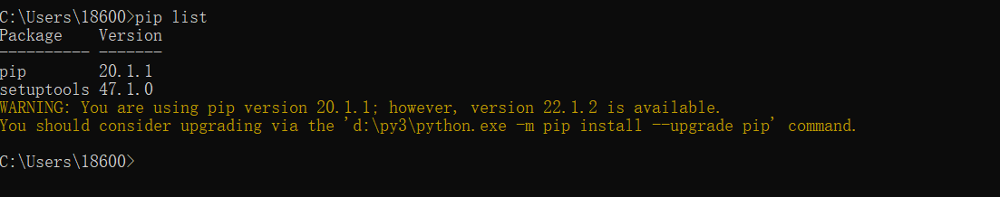 C:\Users\18600>pip list
Package    Version
---------- -------
pip        20.1.1
setuptools 47.1.0
WARNING: You are using pip version 20.1.1; however, version 22.1.2 is available.
You should consider upgrading via the 'd:\py3\python.exe -m pip install --upgrade pip' command.
C:\Users\18600>